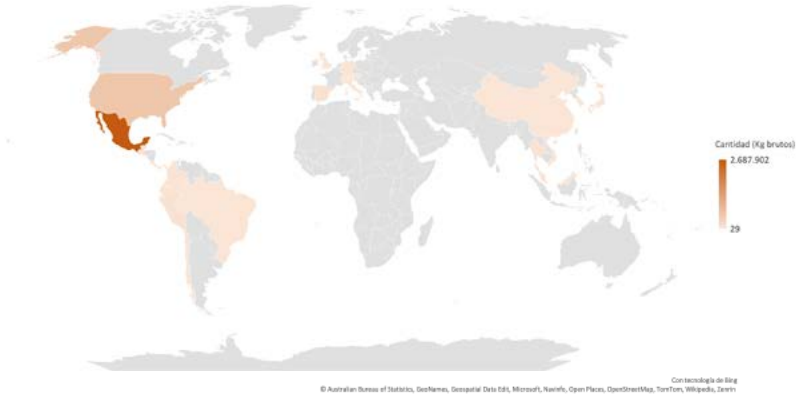 Cantidad (Kg brutos)
2.687.902
29
Con tecnología de Bing
© Australian Bureau of Statistics, GeoNames, Geospatial Data Edit, Microsoft, Navinfo, Open Places, OpenStreetMap, TomTom, Wikipedia, Zenrin